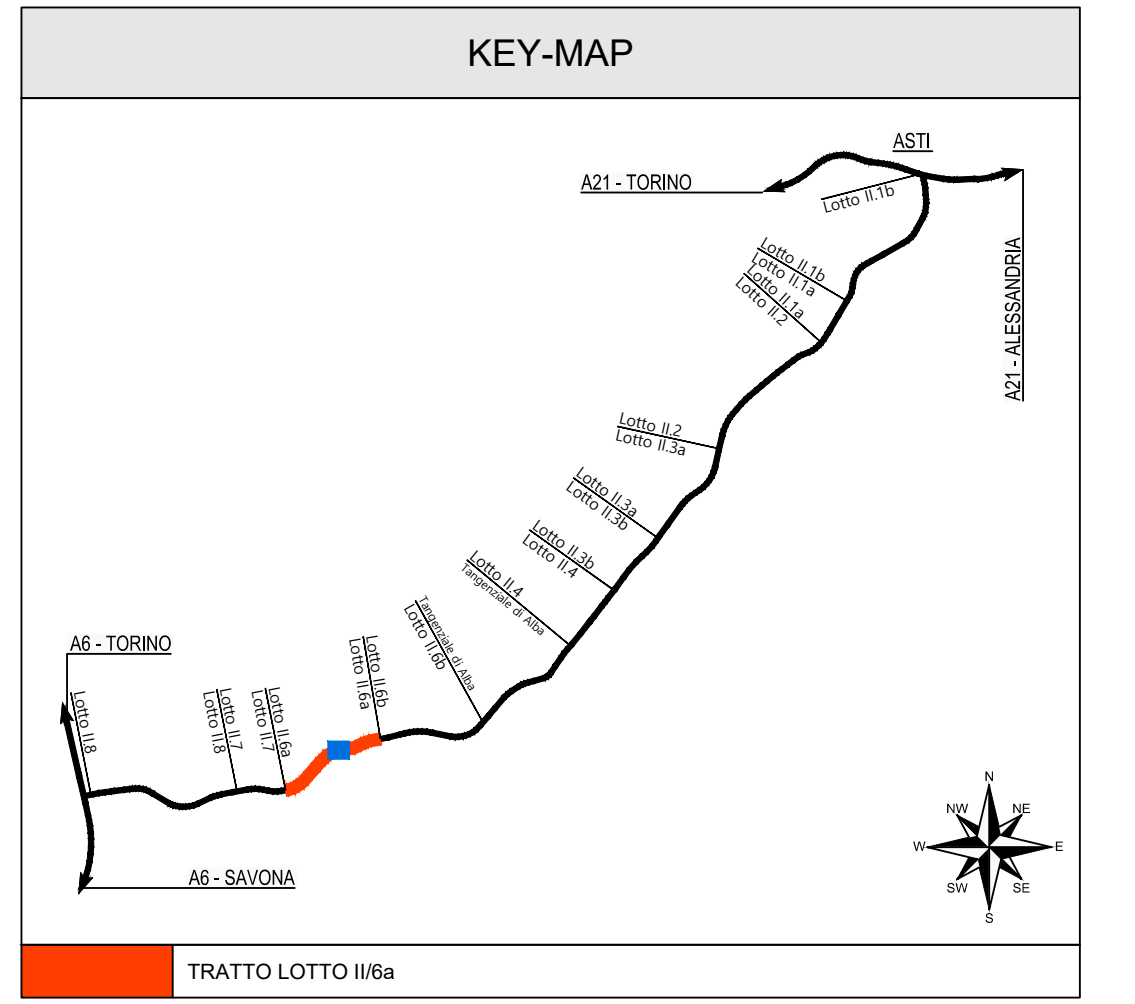 KEY-MAP
ASTI
A21 - TORINO
Lotto II.1b
A21 - ALESSANDRIA
Lotto II.1b
Lotto II.1a
Lotto II.1a
Lotto II.2
Lotto II.2
Lotto II.3a
Lotto II.3a
Lotto II.3b
Lotto II.3b
Lotto II.4
Lotto II.4
Tangenziale di Alba
Tangenziale di Alba
Lotto II.6b
Lotto II.6b
Lotto II.6a
A6 - TORINO
Lotto II.6a
Lotto II.7
Lotto II.7
Lotto II.8
Lotto II.8
A6 - SAVONA
N
NW
NE
W
E
SW
SE
S
TRATTO LOTTO II/6a